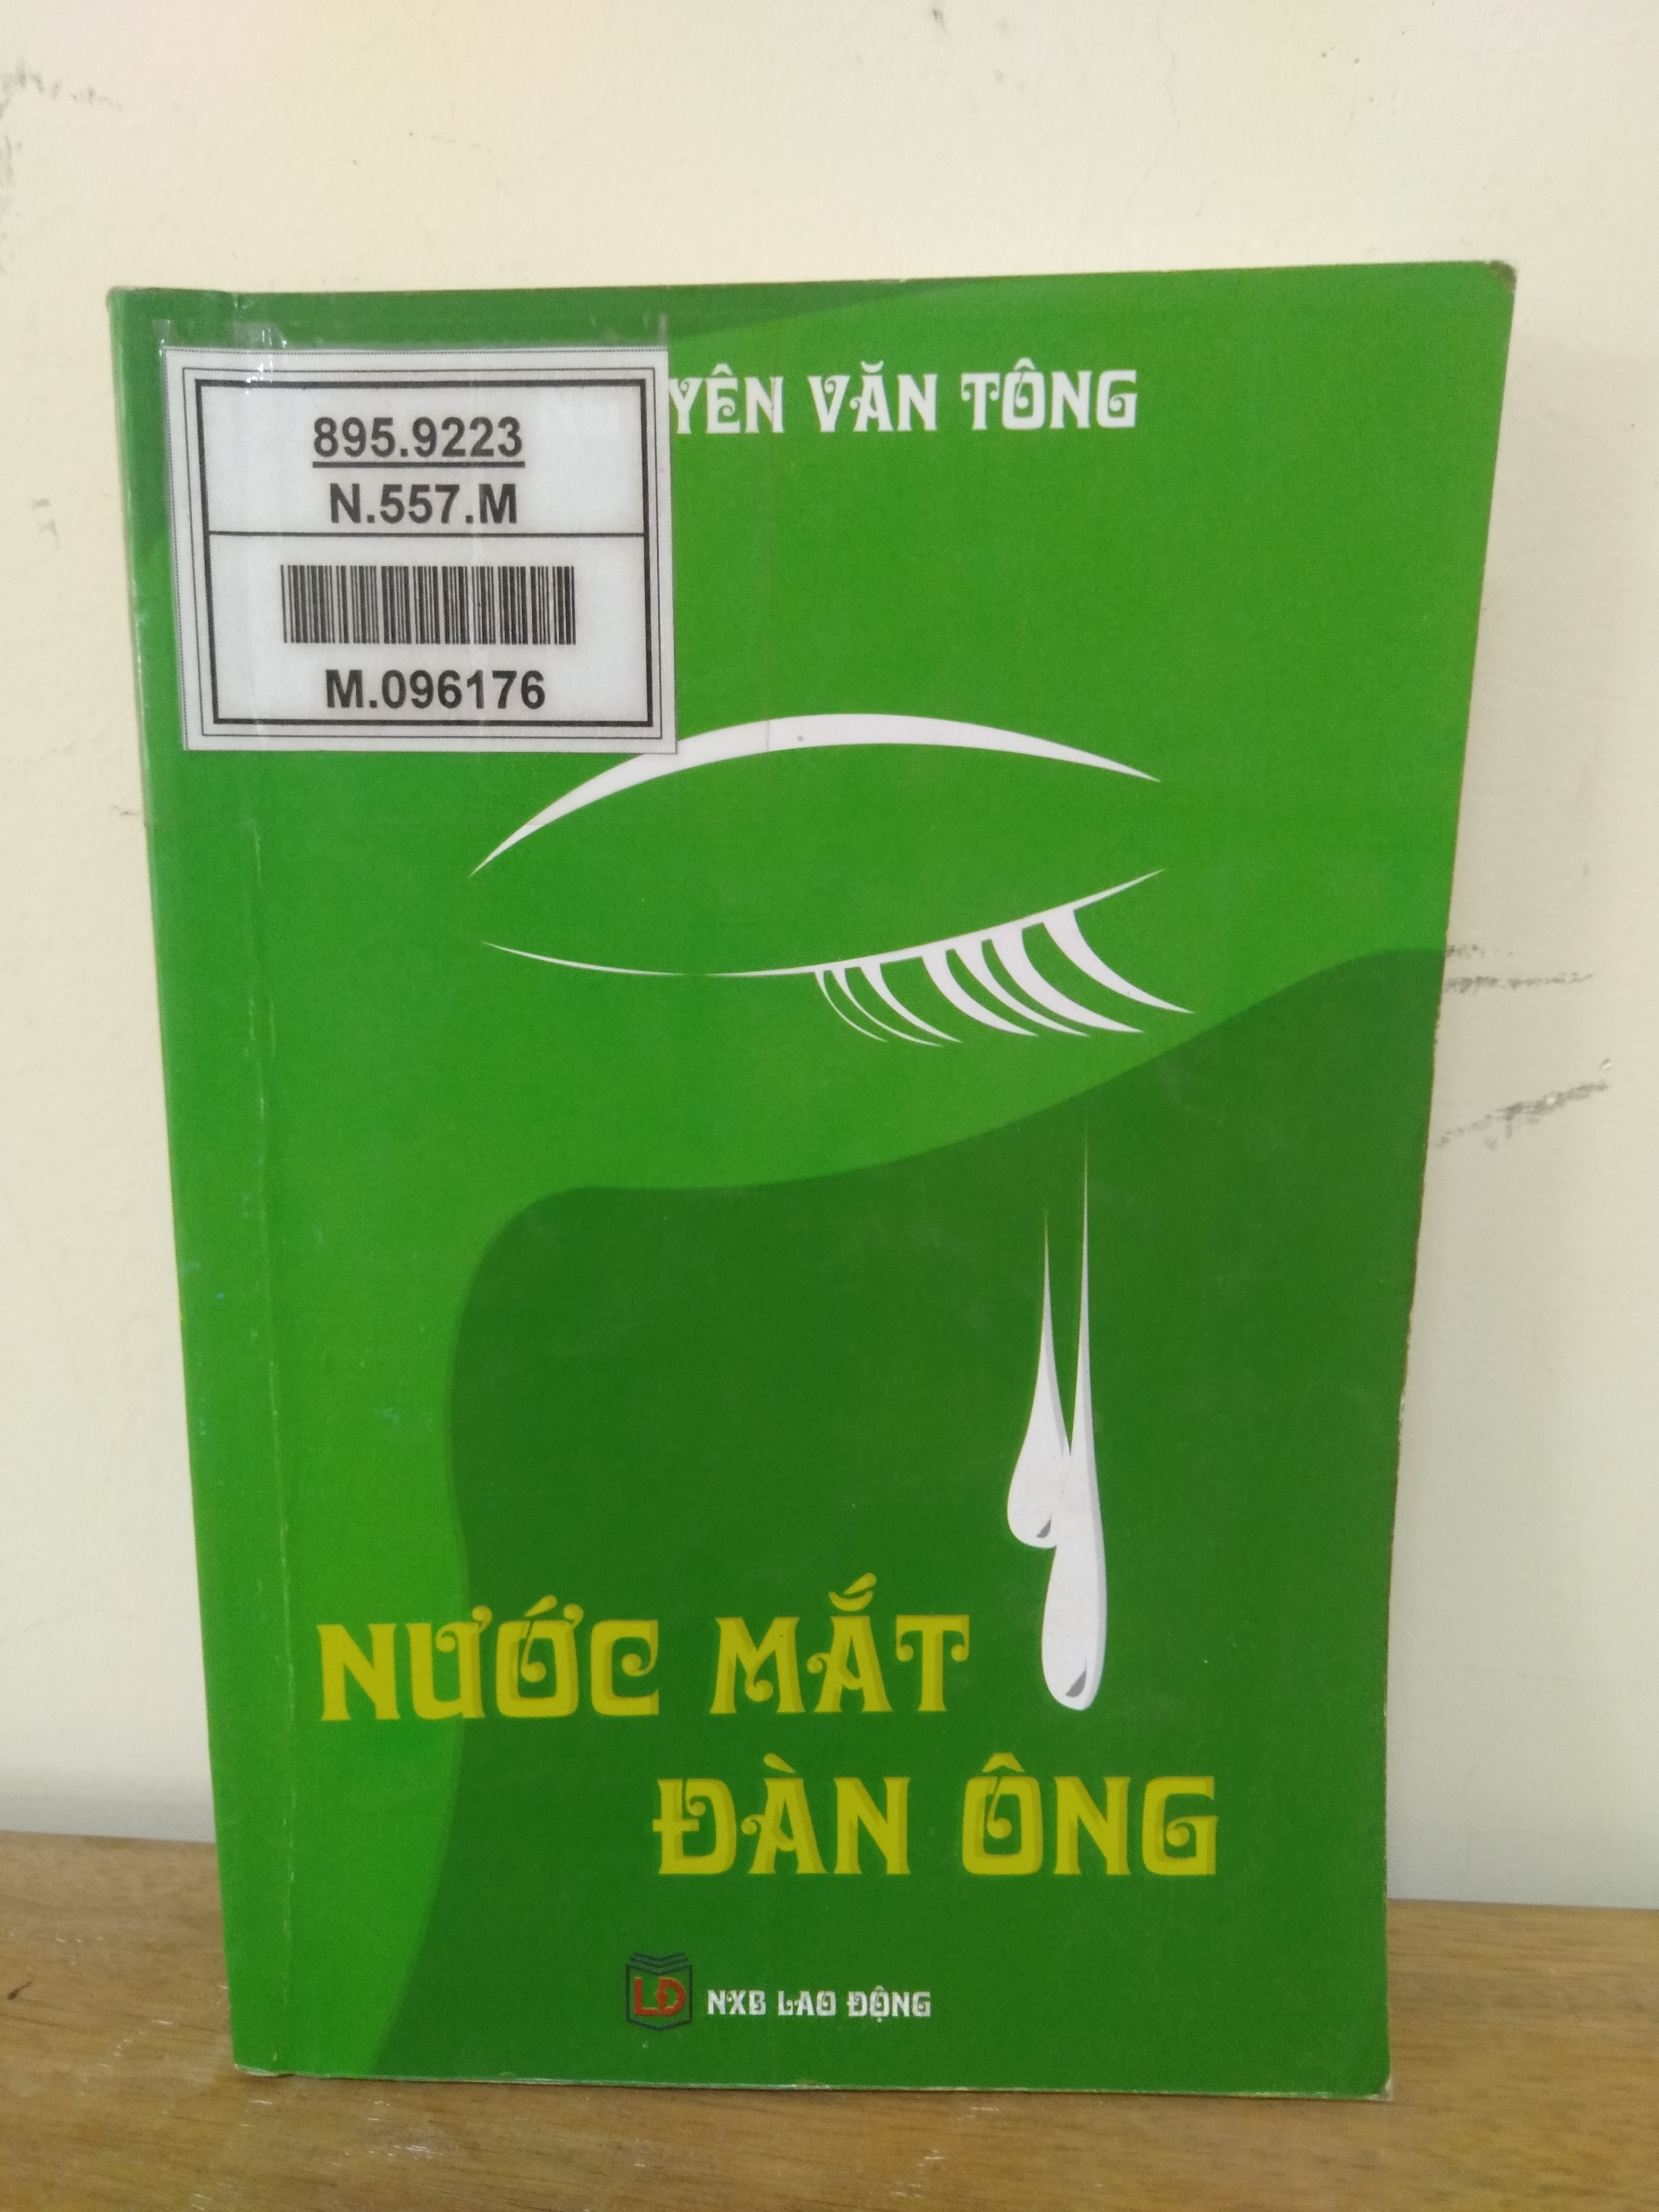 YÊN VĂN TÔNG
895.9223
N.557.M
M.096176
NƯỚC MẮT
ĐÀN ÔNG
LĐ NXB LAO ĐỘNG